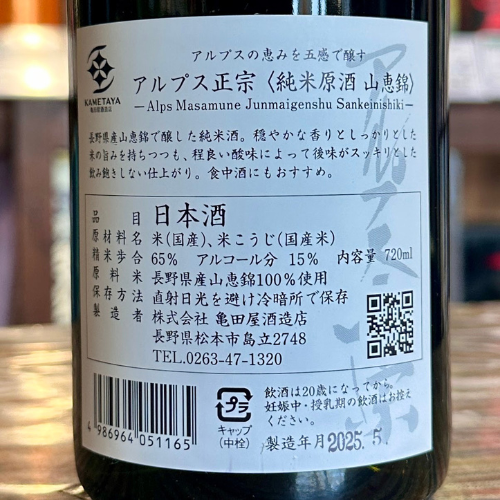 KAMETAYA
アルプスの恵みを五感で醸す
アルプス正宗〈純米原酒 山恵錦〉
—Alps Masamune Junmaigenshu Sankeinishiki—
長野県産山恵錦で醸した純米酒。穏やかな香りとしっかりとした
米の旨みを持ちつつも、程良い酸味によって後味がスッキリとした
飲み飽きしない仕上がり。食中酒にもおすすめ。
品目 日本酒
原材料名 米(国産)、米こうじ(国産米)
精米歩合 65% アルコール分 15% 内容量 720ml
原料米 長野県産山恵錦100%使用
保存方法 直射日光を避け冷暗所で保存
製造者 株式会社 亀田屋酒造店
長野県松本市島立2748
TEL.0263-47-1320
4 986964 051165
プラ
キャップ
(中栓)
飲酒は20歳になってから。
妊娠中・授乳期の飲酒はお控え
ください。
製造年月 2025.5.
アルプス正宗